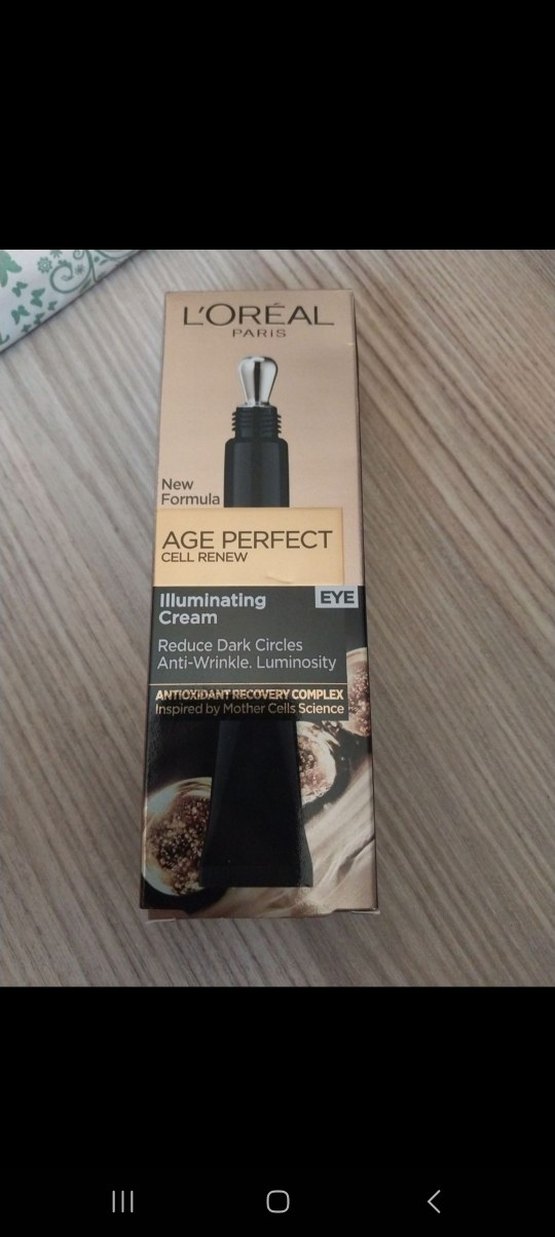 L'ORÉAL
PARIS
New
Formula
AGE PERFECT
CELL RENEW
Illuminating
Cream
EYE
Reduce Dark Circles
Anti-Wrinkle. Luminosity
ANTIOXIDANT RECOVERY COMPLEX
Inspired by Mother Cells Science